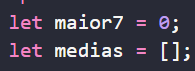 let maior7 = 0;
let medias = [];